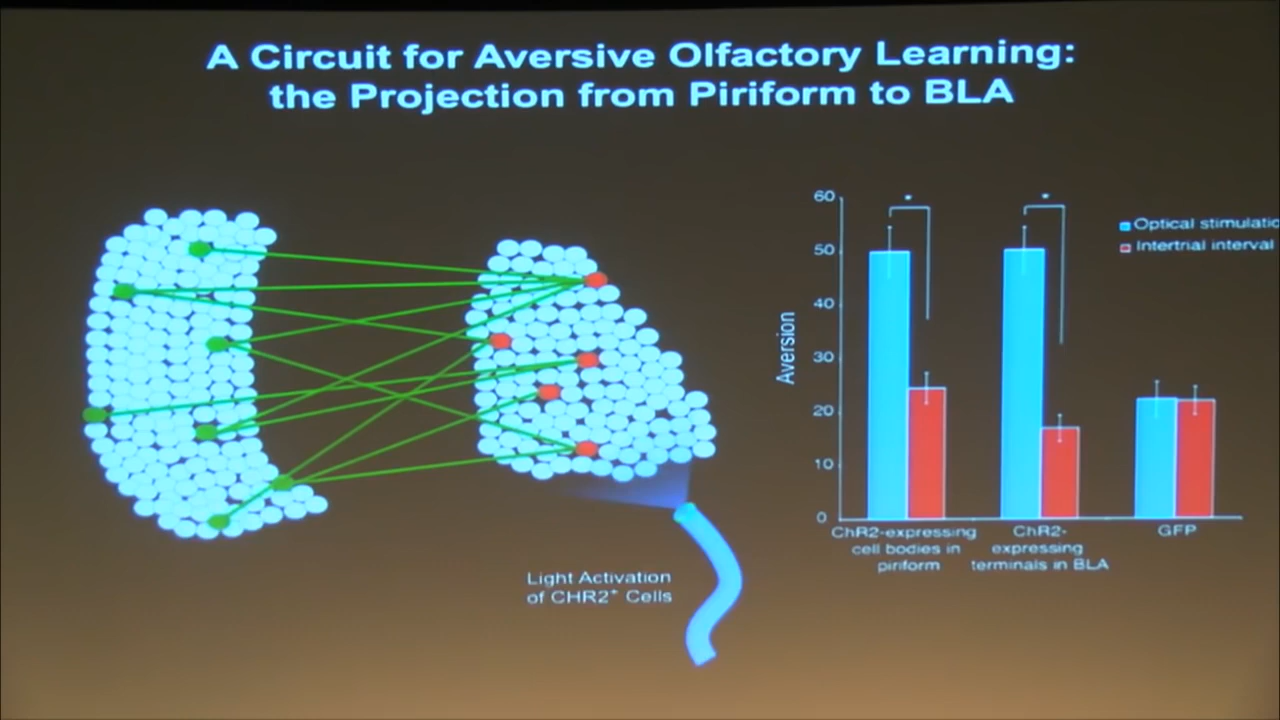 A Circuit for Aversive Olfactory Learning:
the Projection from Piriform to BLA
Light Activation
of CHR2⁺ Cells
Aversion
60
50
40
30
20
10
0
*
*
Optical stimulatio
Intertrial interval
ChR2-expressing
cell bodies in
piriform
ChR2-
expressing
terminals in BLA
GFP